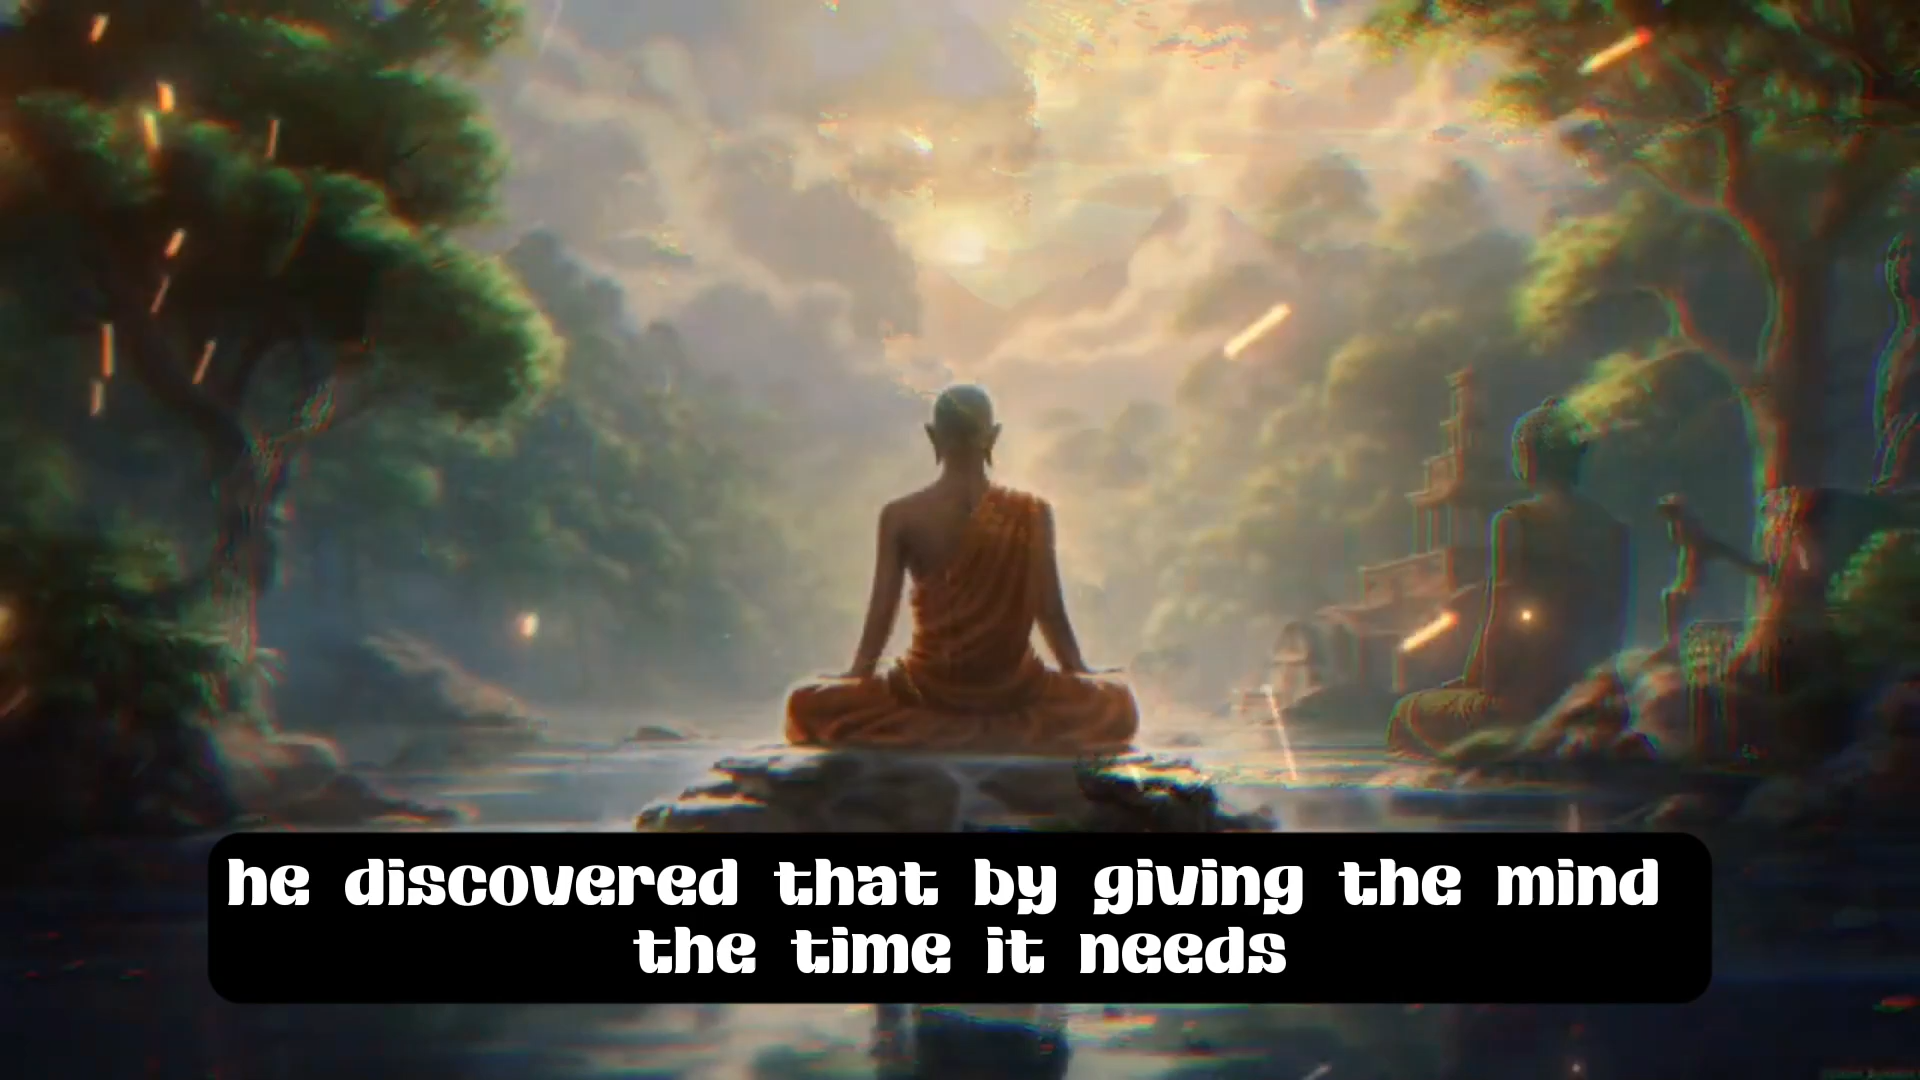 he discovered that by giving the mind
the time it needs